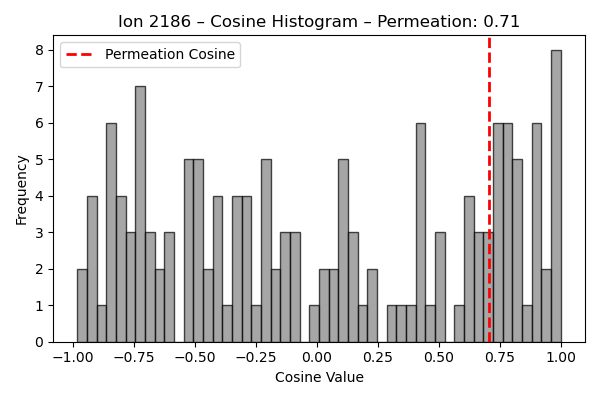 Ion 2186 – Cosine Histogram – Permeation: 0.71
Permeation Cosine
Frequency
8
7
6
5
4
3
2
1
0
−1.00 −0.75 −0.50 −0.25 0.00 0.25 0.50 0.75 1.00
Cosine Value